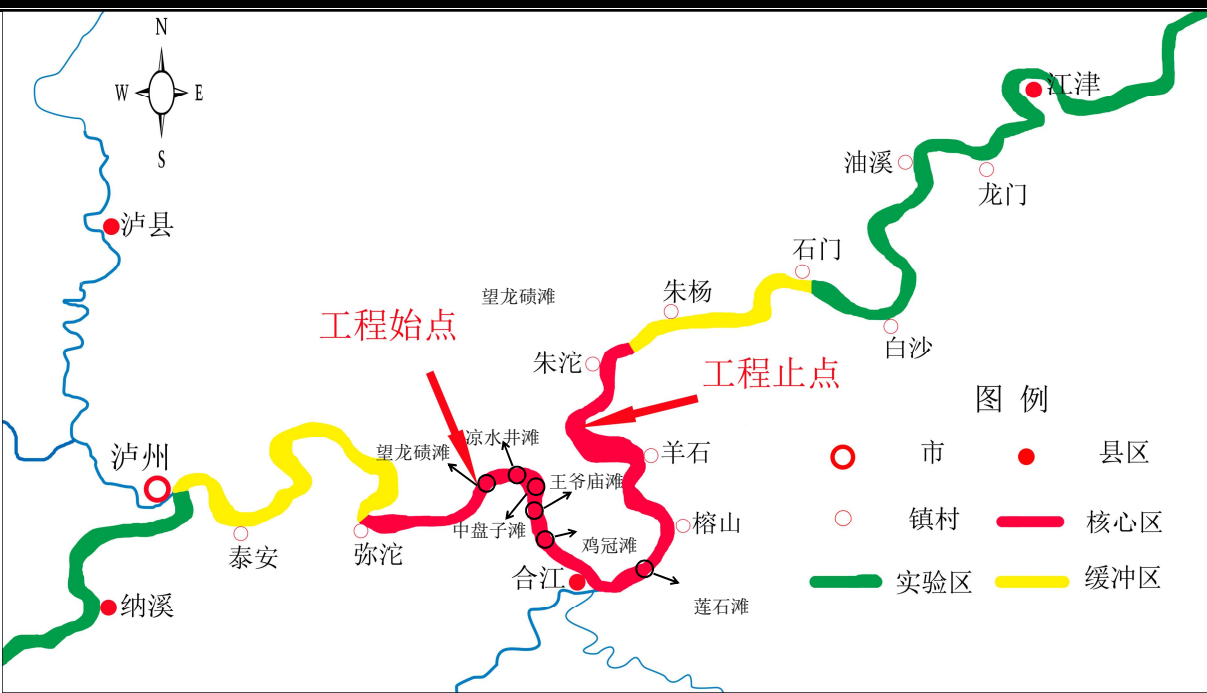 N
W
E
S
江津
油溪
龙门
泸县
石门
望龙碛滩
朱杨
工程始点
白沙
朱沱
工程止点
图 例
凉水井滩
望龙碛滩
泸州
羊石
市
县区
王爷庙滩
中盘子滩
榕山
镇村
核心区
泰安
弥沱
鸡冠滩
合江
实验区
缓冲区
纳溪
莲石滩